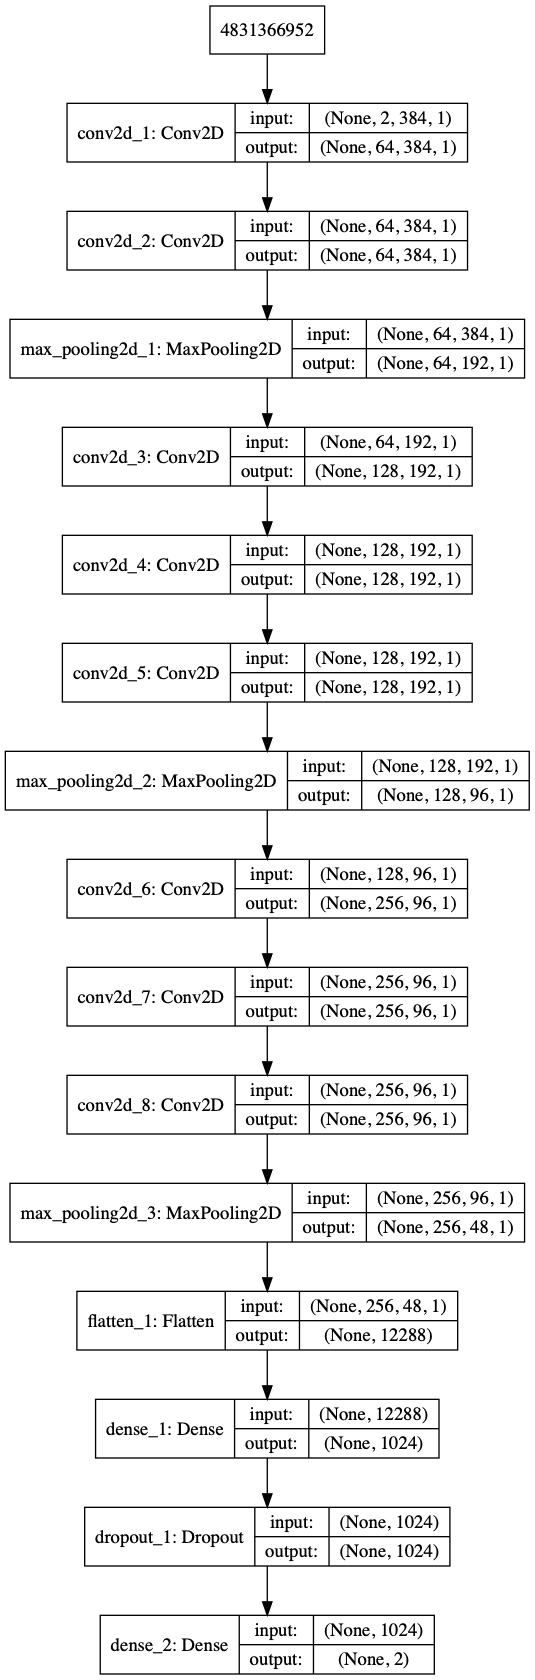 4831366952
conv2d_1: Conv2D
input: (None, 2, 384, 1)
output: (None, 64, 384, 1)
conv2d_2: Conv2D
input: (None, 64, 384, 1)
output: (None, 64, 384, 1)
max_pooling2d_1: MaxPooling2D
input: (None, 64, 384, 1)
output: (None, 64, 192, 1)
conv2d_3: Conv2D
input: (None, 64, 192, 1)
output: (None, 128, 192, 1)
conv2d_4: Conv2D
input: (None, 128, 192, 1)
output: (None, 128, 192, 1)
conv2d_5: Conv2D
input: (None, 128, 192, 1)
output: (None, 128, 192, 1)
max_pooling2d_2: MaxPooling2D
input: (None, 128, 192, 1)
output: (None, 128, 96, 1)
conv2d_6: Conv2D
input: (None, 128, 96, 1)
output: (None, 256, 96, 1)
conv2d_7: Conv2D
input: (None, 256, 96, 1)
output: (None, 256, 96, 1)
conv2d_8: Conv2D
input: (None, 256, 96, 1)
output: (None, 256, 96, 1)
max_pooling2d_3: MaxPooling2D
input: (None, 256, 96, 1)
output: (None, 256, 48, 1)
flatten_1: Flatten
input: (None, 256, 48, 1)
output: (None, 12288)
dense_1: Dense
input: (None, 12288)
output: (None, 1024)
dropout_1: Dropout
input: (None, 1024)
output: (None, 1024)
dense_2: Dense
input: (None, 1024)
output: (None, 2)